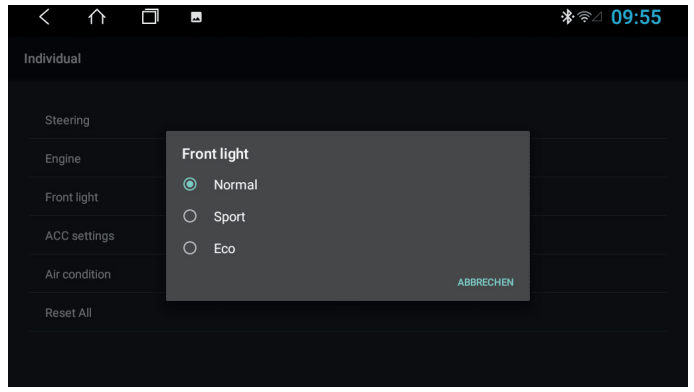 09:55
Individual
Steering
Engine
Front light
ACC settings
Air condition
Reset All
Front light
Normal
Sport
Eco
ABBRECHEN